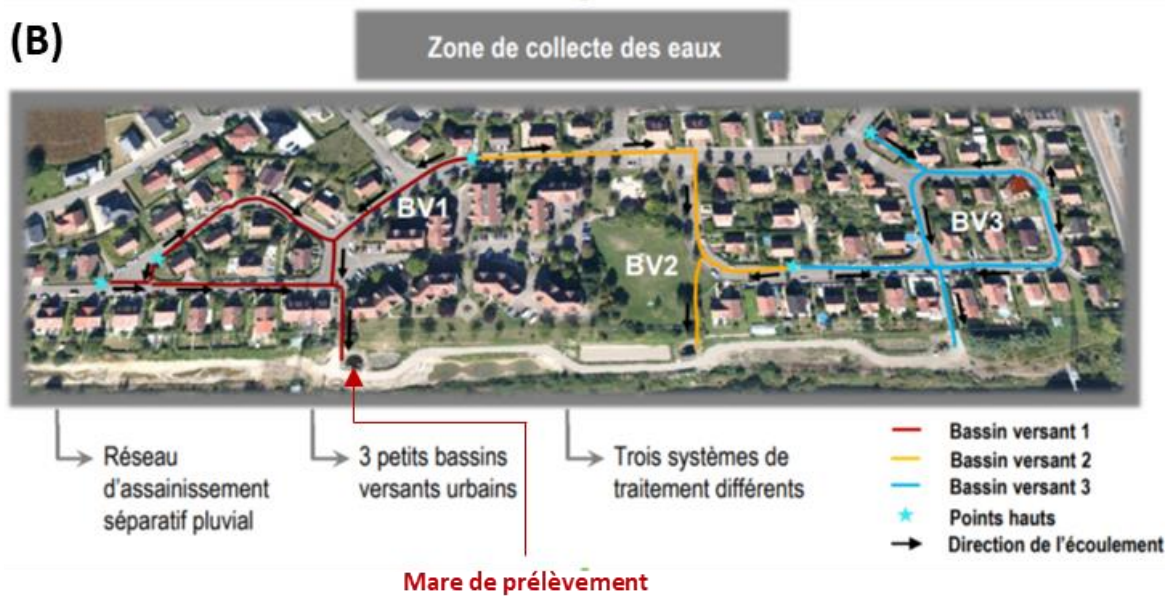 (B)
Zone de collecte des eaux
BV1
BV2
BV3
Réseau
d'assainissement
séparatif pluvial
3 petits bassins
versants urbains
Trois systèmes de
traitement différents
Bassin versant 1
Bassin versant 2
Bassin versant 3
Points hauts
Direction de l'écoulement
Mare de prélèvement